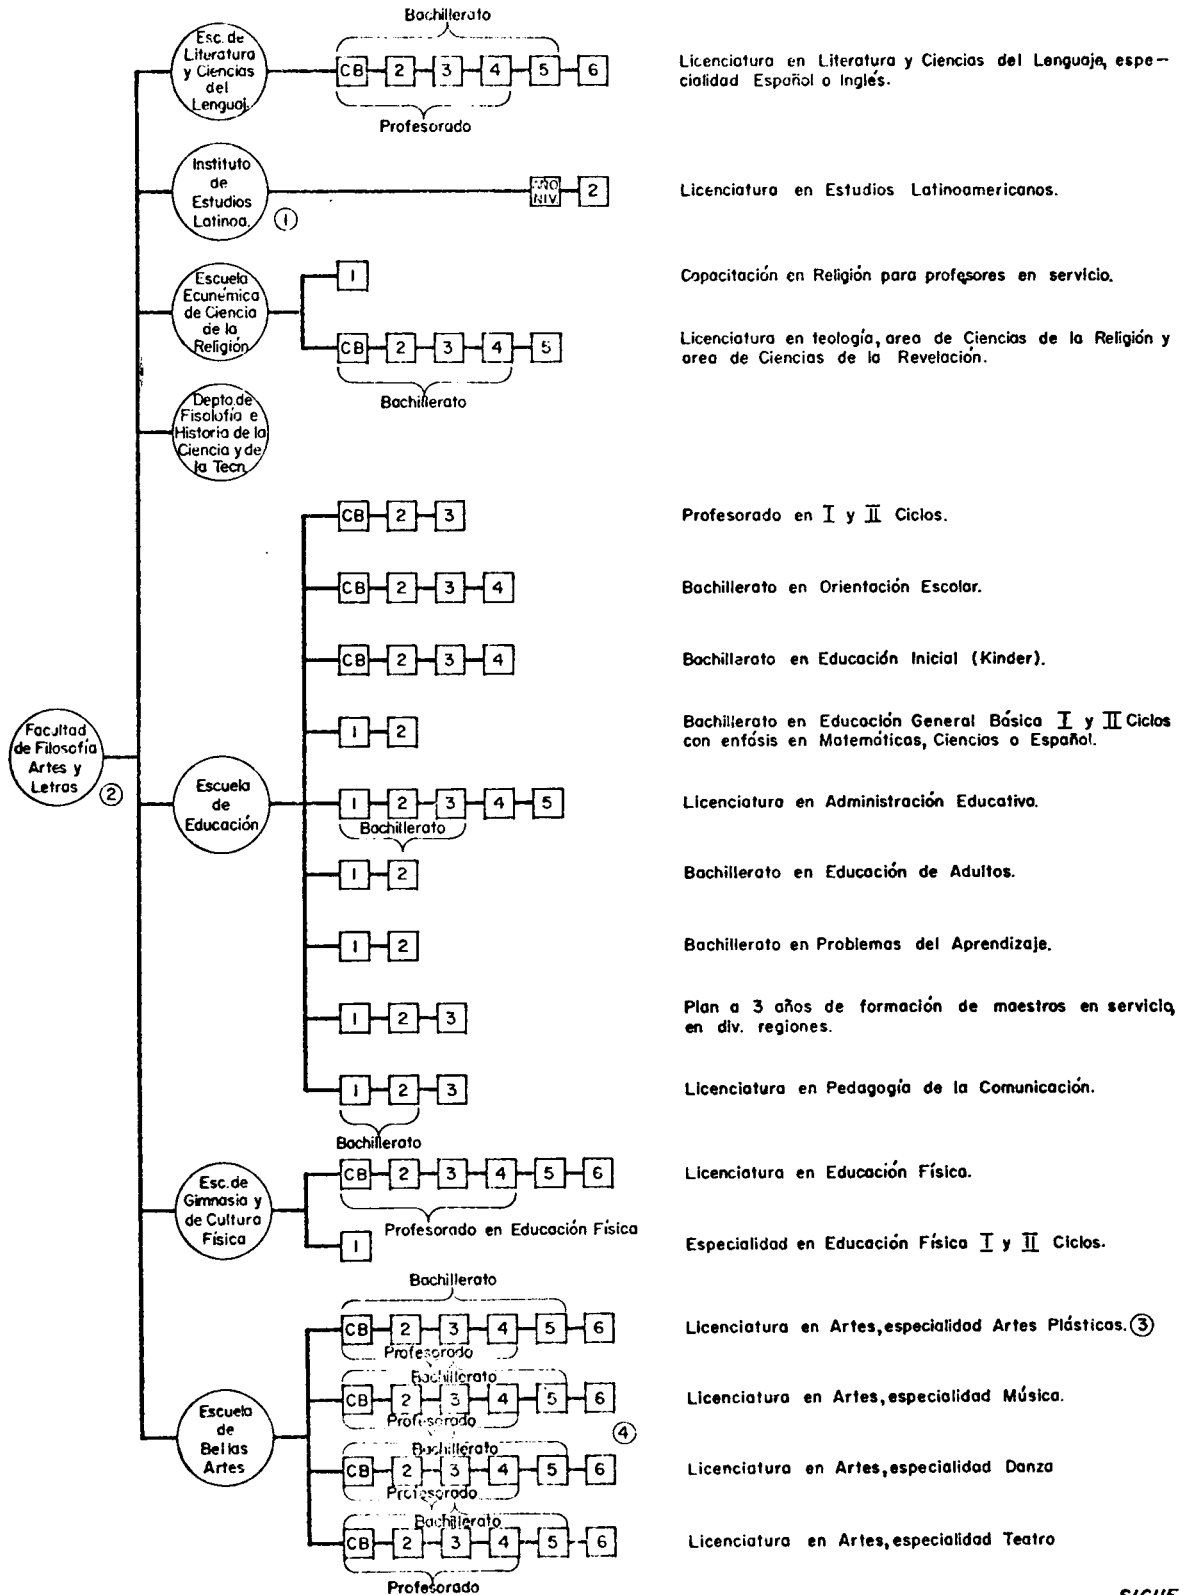 Bachillerato
Esc. de
Literatura
y Ciencias
del
Lenguaj.
CB 2 3 4 5 6
Profesorado
Licenciatura en Literatura y Ciencias del Lenguaje, espe-
cialidad Español o Inglés.
Instituto
de
Estudios
Latinoa.
1
NIV. 2
Licenciatura en Estudios Latinoamericanos.
Escuela
Ecunémica
de Ciencia
de la
Religión
1
Capacitación en Religión para profesores en servicio.
CB 2 3 4 5
Bachillerato
Licenciatura en teología, area de Ciencias de la Religión y
area de Ciencias de la Revelación.
Depto. de
Fisolofía e
Historia de la
Ciencia y de
la Tecn.
Facultad
de Filosofía
Artes y
Letras
2
Escuela
de
Educación
CB 2 3
Profesorado en I y II Ciclos.
CB 2 3 4
Bachillerato en Orientación Escolar.
CB 2 3 4
Bachillerato en Educación Inicial (Kinder).
1 2
Bachillerato en Educación General Básica I y II Ciclos
con enfásis en Matemáticas, Ciencias o Español.
1 2 3 4 5
Bachillerato
Licenciatura en Administración Educativa.
1 2
Bachillerato en Educación de Adultos.
1 2
Bachillerato en Problemas del Aprendizaje.
1 2 3
Plan a 3 años de formación de maestros en servicio,
en div. regiones.
1 2 3
Bachillerato
Licenciatura en Pedagogía de la Comunicación.
Esc. de
Gimnasia y
de Cultura
Física
CB 2 3 4 5 6
Profesorado en Educación Física
Licenciatura en Educación Física.
1
Especialidad en Educación Física I y II Ciclos.
Escuela
de
Bellas
Artes
Bachillerato
CB 2 3 4 5 6
Profesorado
Licenciatura en Artes, especialidad Artes Plásticas. 3
Bachillerato
CB 2 3 4 5 6
Profesorado
4
Licenciatura en Artes, especialidad Música.
Bachillerato
CB 2 3 4 5 6
Profesorado
Licenciatura en Artes, especialidad Danza
Bachillerato
CB 2 3 4 5 6
Profesorado
Licenciatura en Artes, especialidad Teatro
SIGUE